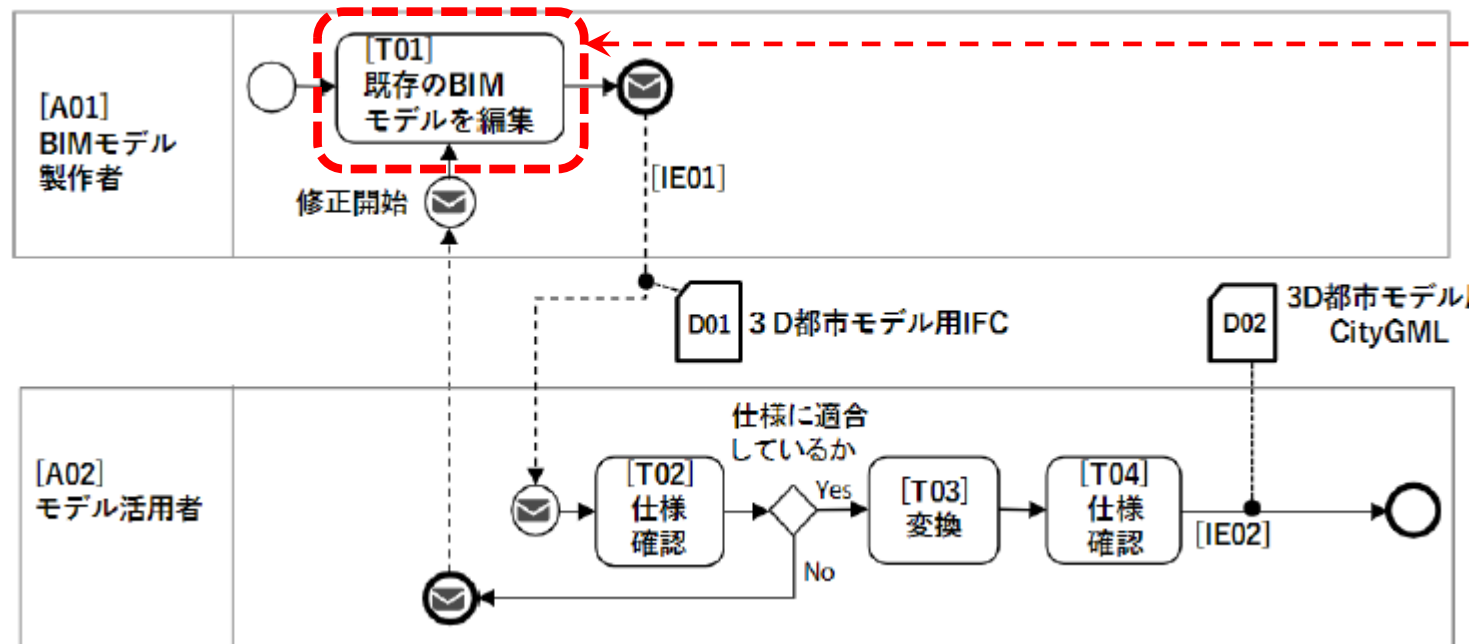 [A01]
BIMモデル
製作者
[T01]
既存のBIM
モデルを編集
修正開始
[IE01]
D01
３D都市モデル用IFC
D02
3D都市モデル
CityGML
[A02]
モデル活用者
[T02]
仕様
確認
仕様に適合
しているか
Yes
No
[T03]
変換
[T04]
仕様
確認
[IE02]